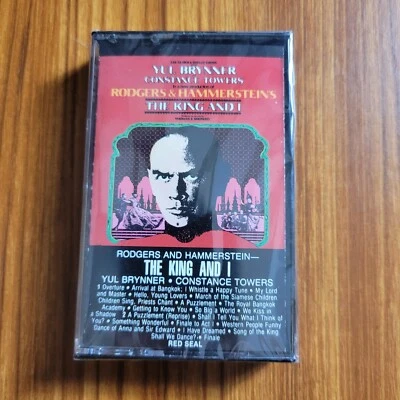 YUL BRYNNER
CONSTANCE TOWERS
RODGERS & HAMMERSTEIN'S
THE KING AND I
RODGERS AND HAMMERSTEIN—
THE KING AND I
YUL BRYNNER • CONSTANCE TOWERS
Overture • Arrival at Bangkok; I Whistle a Happy Tune • My Lord
and Master • Hello, Young Lovers • March of the Siamese Children
Children Sing, Priests Chant • A Puzzlement • The Royal Bangkok
Academy • Getting to Know You • So Big a World • We Kiss in
a Shadow 2 A Puzzlement (Reprise) • Shall I Tell You What I Think of
You? • Something Wonderful • Finale to Act I • Western People Funny
Dance of Anna and Sir Edward • I Have Dreamed • Song of the King
Shall We Dance? • Finale
RED SEAL